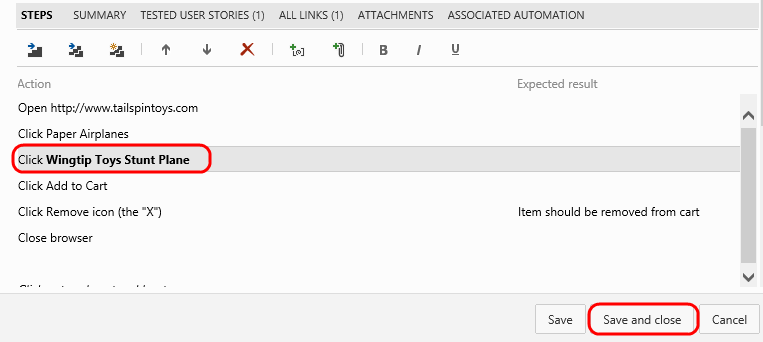 STEPS SUMMARY TESTED USER STORIES (1) ALL LINKS (1) ATTACHMENTS ASSOCIATED AUTOMATION
B I U
Action Expected result
Open http://www.tailspintoys.com
Click Paper Airplanes
Click Wingtip Toys Stunt Plane
Click Add to Cart
Click Remove icon (the "X") Item should be removed from cart
Close browser
Save Save and close Cancel